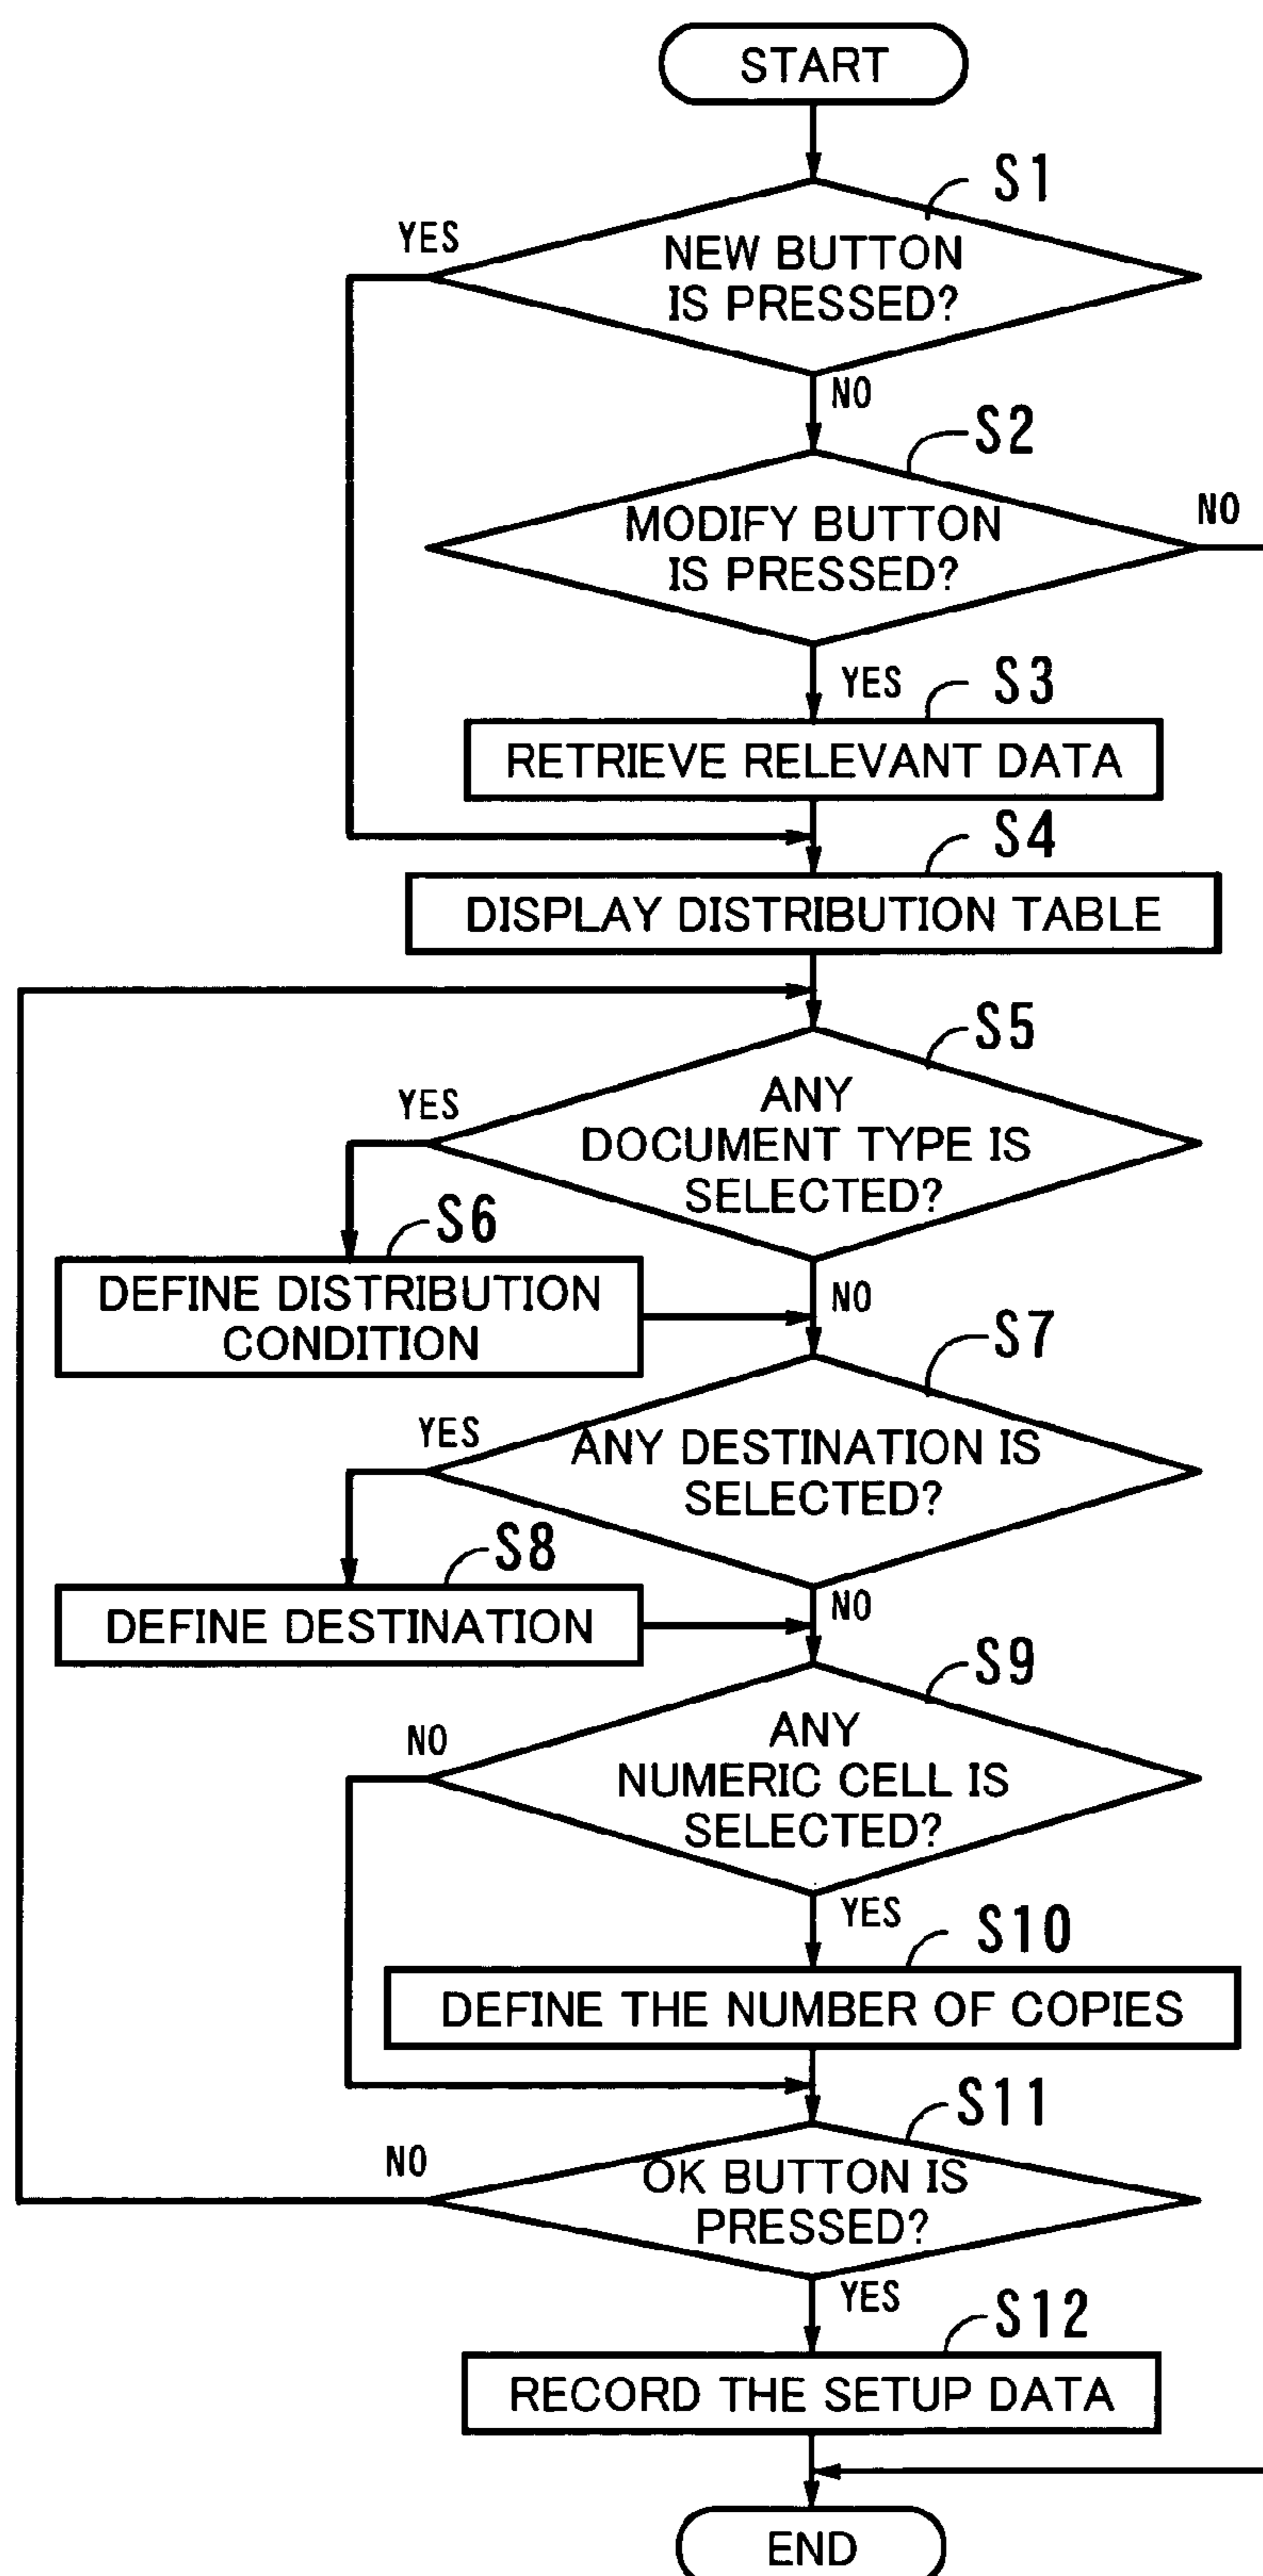 START
S1
YES
NEW BUTTON
IS PRESSED?
NO
S2
NO
MODIFY BUTTON
IS PRESSED?
YES
S3
RETRIEVE RELEVANT DATA
S4
DISPLAY DISTRIBUTION TABLE
S5
YES
ANY
DOCUMENT TYPE IS
SELECTED?
S6
NO
DEFINE DISTRIBUTION
CONDITION
S7
YES
ANY DESTINATION IS
SELECTED?
S8
NO
DEFINE DESTINATION
S9
NO
ANY
NUMERIC CELL IS
SELECTED?
YES
S10
DEFINE THE NUMBER OF COPIES
S11
NO
OK BUTTON IS
PRESSED?
YES
S12
RECORD THE SETUP DATA
END